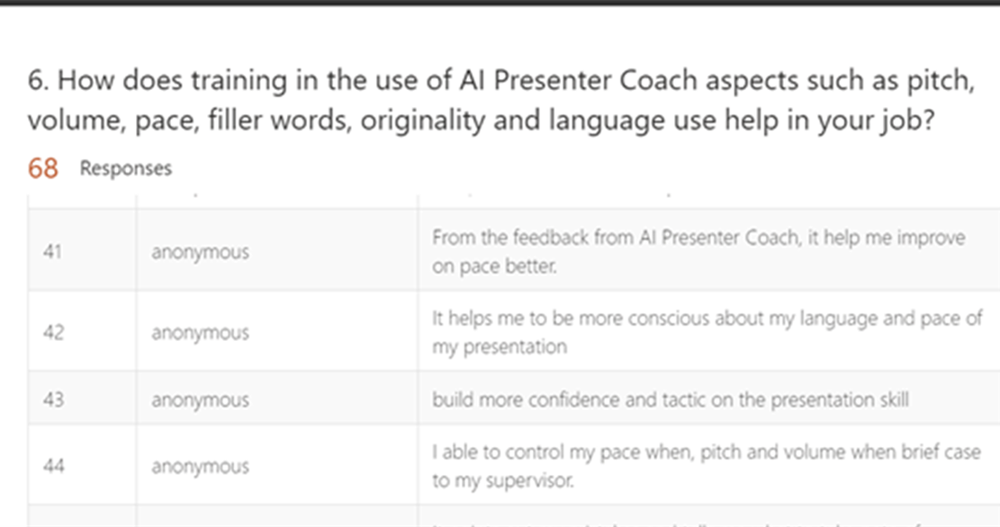 6. How does training in the use of AI Presenter Coach aspects such as pitch,
volume, pace, filler words, originality and language use help in your job?
68 Responses
41 anonymous From the feedback from AI Presenter Coach, it help me improve
on pace better.
42 anonymous It helps me to be more conscious about my language and pace of
my presentation
43 anonymous build more confidence and tactic on the presentation skill
44 anonymous I able to control my pace when, pitch and volume when brief case
to my supervisor.